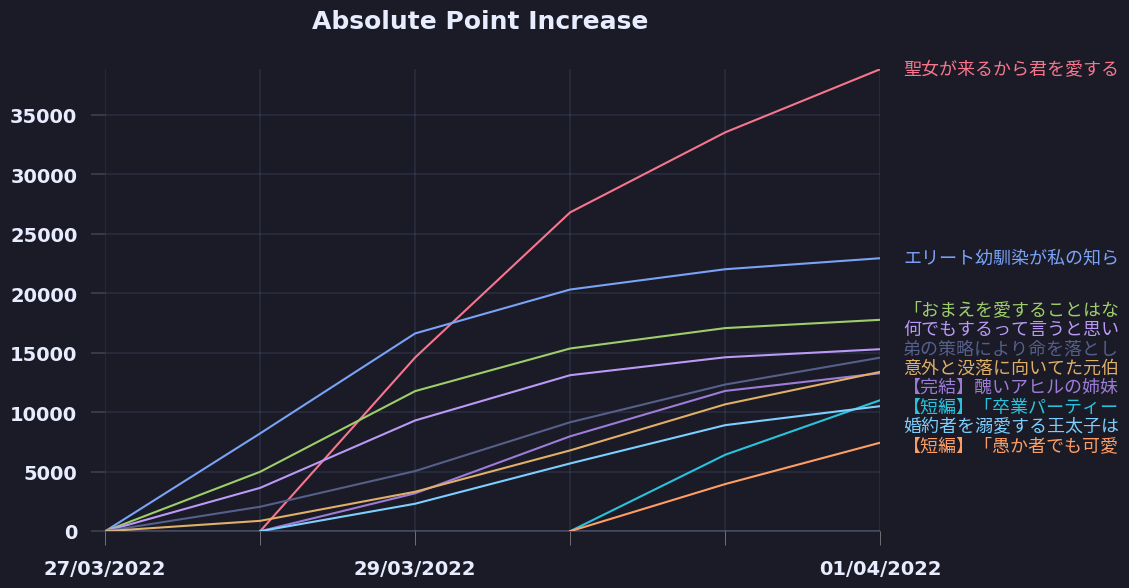 Absolute Point Increase
35000
30000
25000
20000
15000
10000
5000
0
27/03/2022
29/03/2022
01/04/2022
聖女が来るから君を愛する
エリート幼馴染が私の知ら
「おまえを愛することはな
何でもするって言うと思い
弟の策略により命を落とし
意外と没落に向いてた元伯
【完結】醜いアヒルの姉妹
【短編】「卒業パーティー
婚約者を溺愛する王太子は
【短編】「愚か者でも可愛